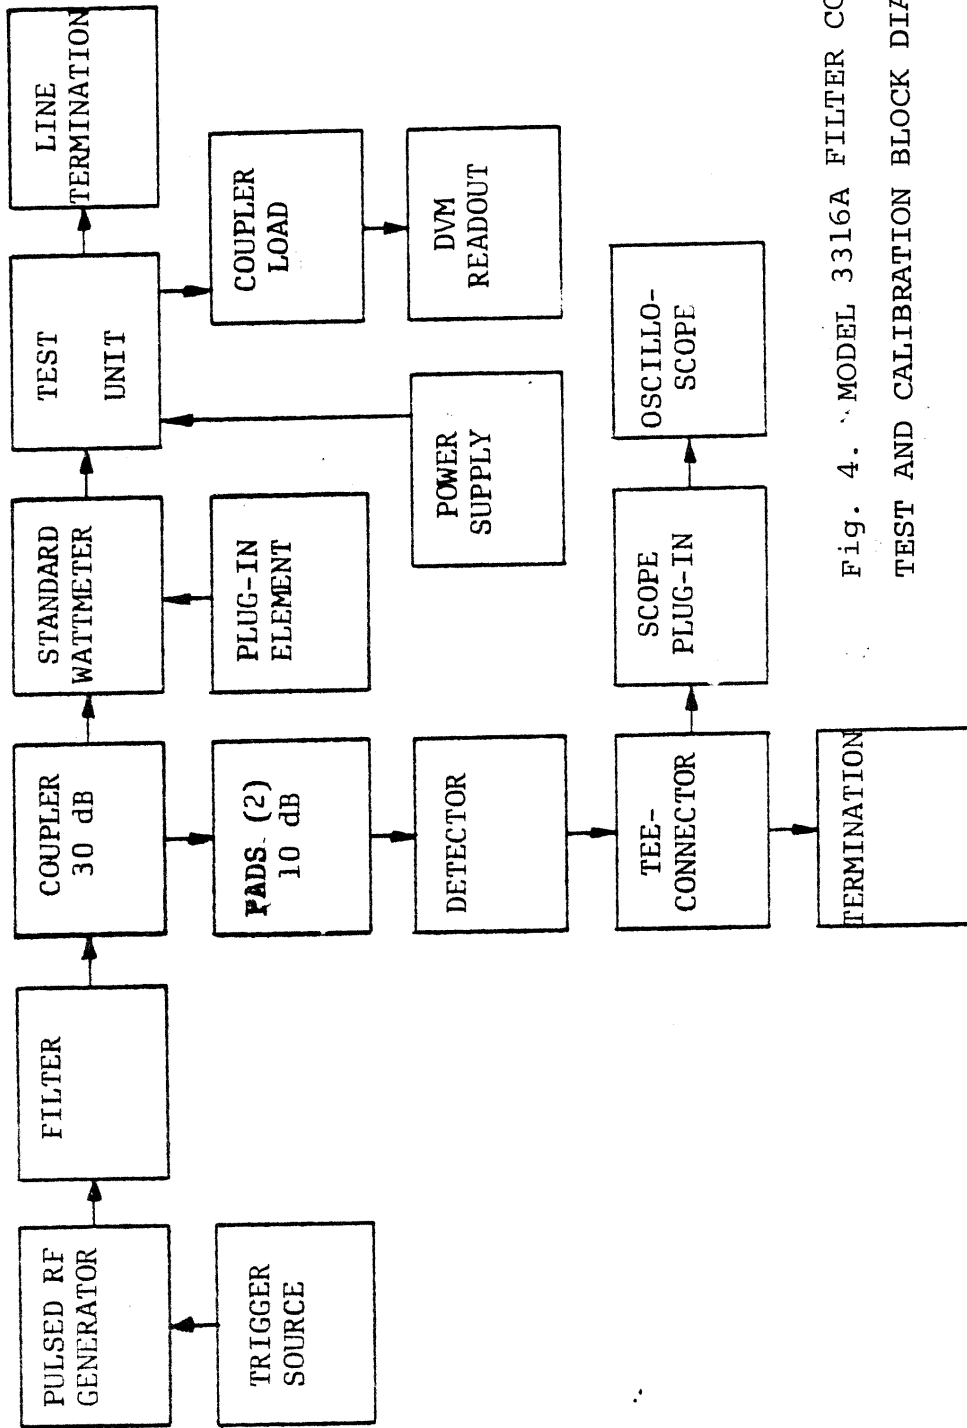 PULSED RF
GENERATOR
FILTER
COUPLER
30 dB
STANDARD
WATTMETER
TEST
UNIT
LINE
TERMINATION
TRIGGER
SOURCE
PADS (2)
10 dB
PLUG-IN
ELEMENT
COUPLER
LOAD
DETECTOR
POWER
SUPPLY
DVM
READOUT
TEE-
CONNECTOR
SCOPE
PLUG-IN
OSCILLO-
SCOPE
TERMINATION
Fig. 4. MODEL 3316A FILTER
TEST AND CALIBRATION BLOCK